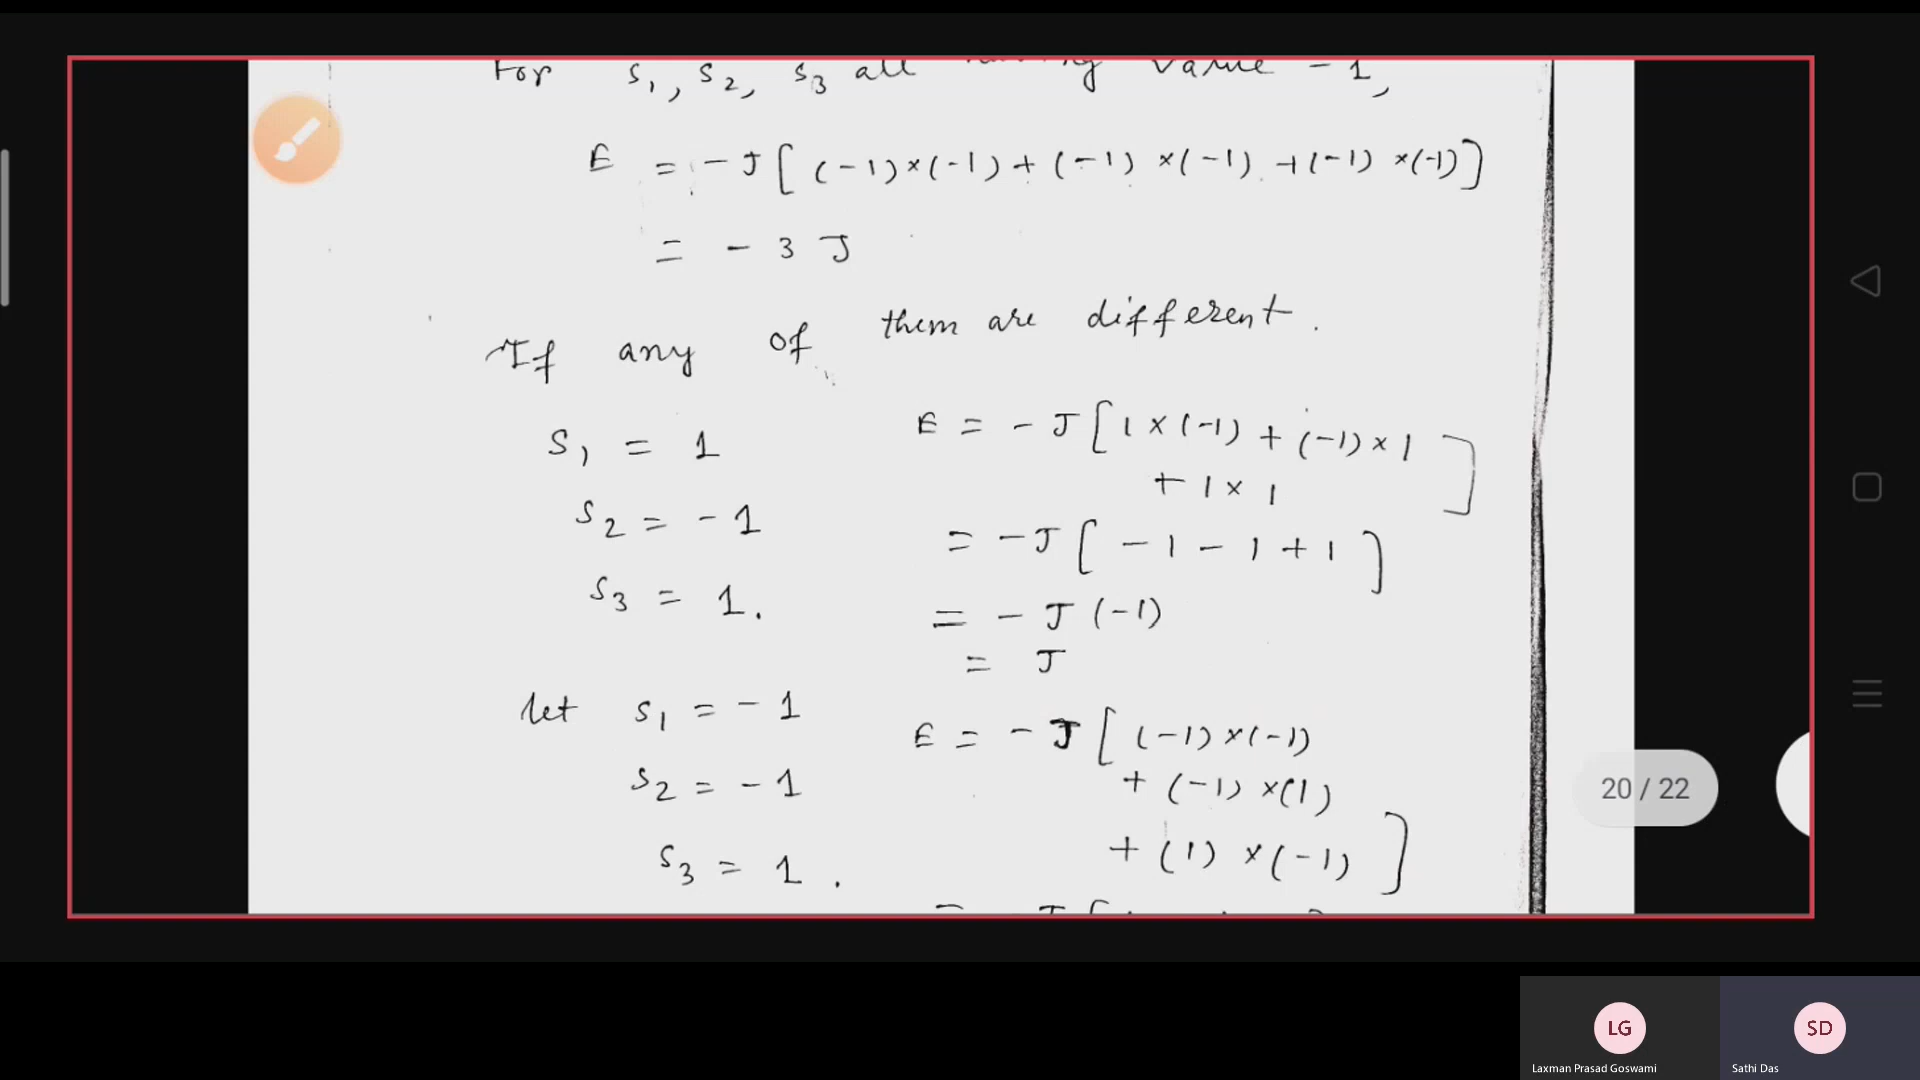 For s₁, s₂, s₃ all having value -1,
E = -J[(-1)×(-1)+(-1)×(-1)+(-1)×(-1)]
= -3 J
If any of them are different.
S₁ = 1
S₂ = -1
S₃ = 1.
E = -J[1×(-1)+(-1)×1
+ 1×1]
= -J[-1-1+1]
= -J(-1)
= J
let s₁ = -1
S₂ = -1
S₃ = 1.
E = -J[(-1)×(-1)
+(-1)×(1)
+(1)×(-1)]
20 / 22
LG
Laxman Prasad Goswami
SD
Sathi Das